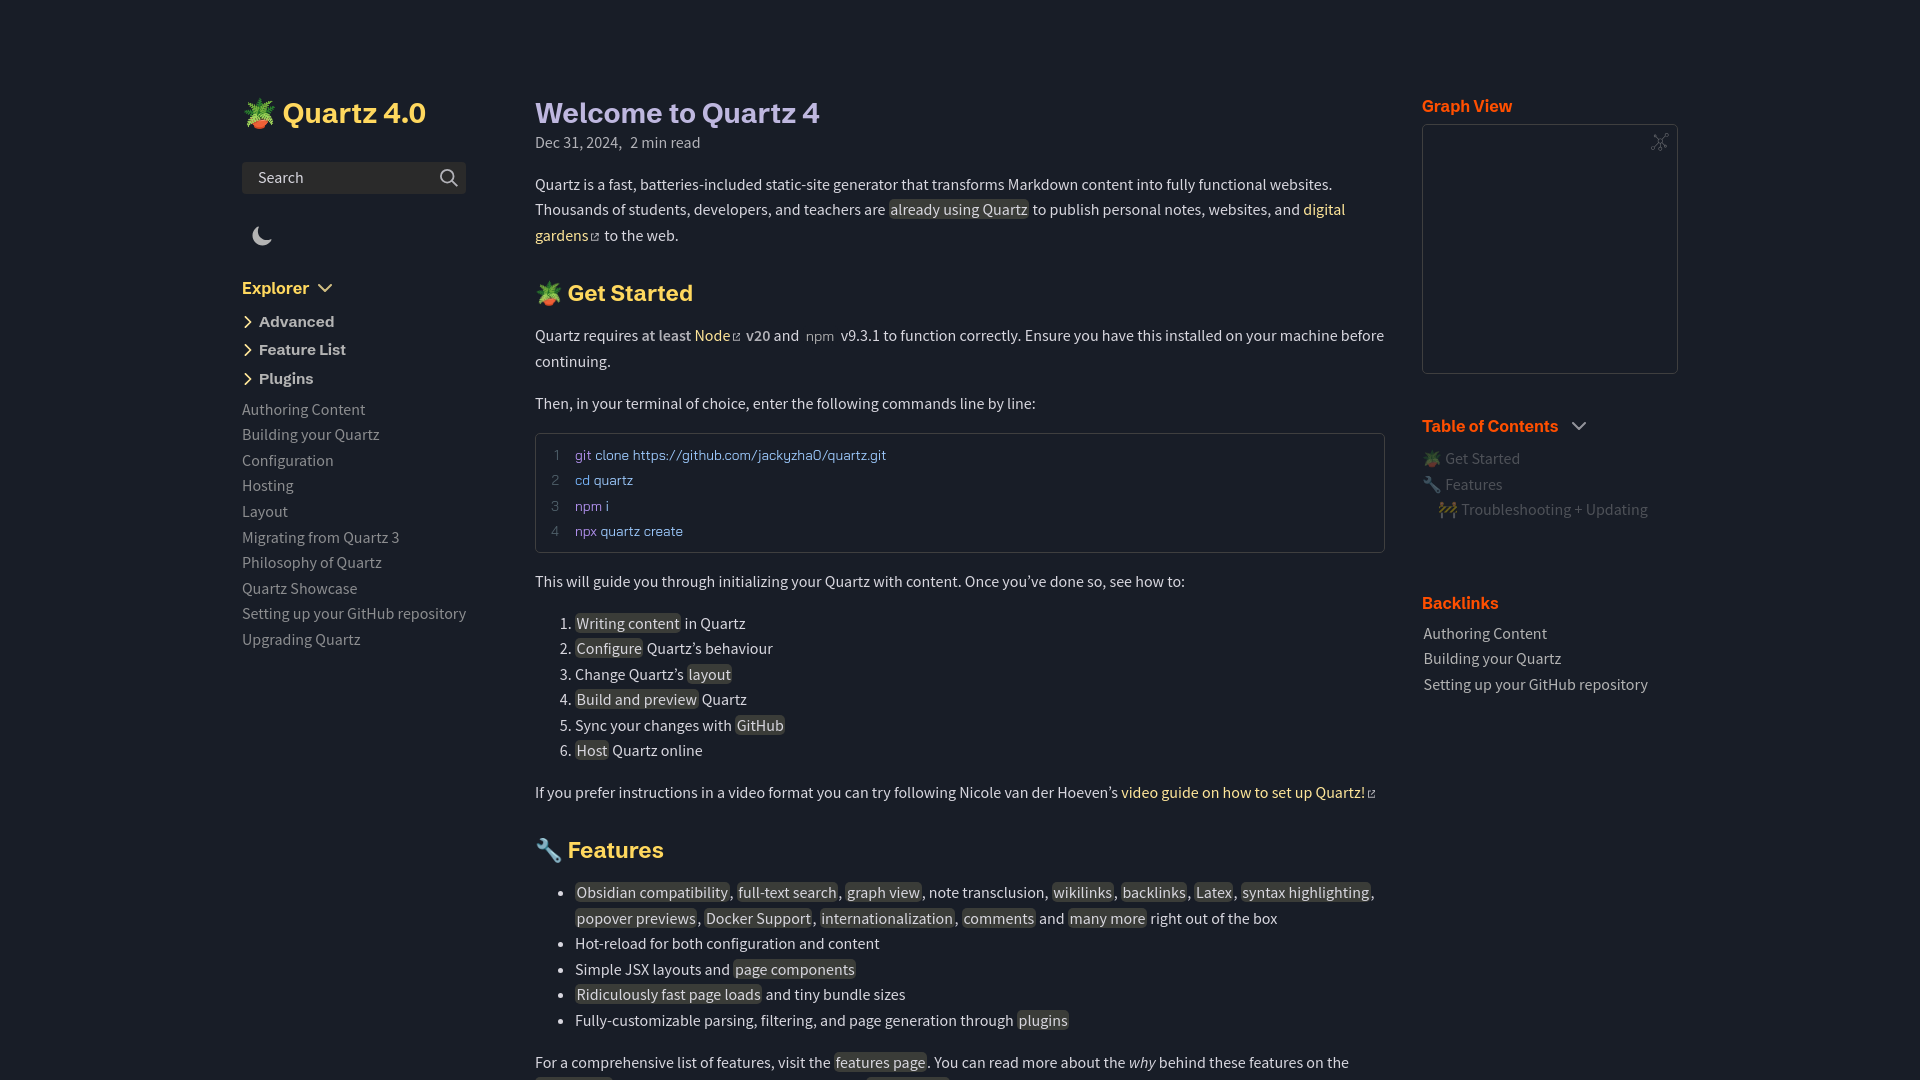 🪴 Quartz 4.0
Search
Explorer
Advanced
Feature List
Plugins
Authoring Content
Building your Quartz
Configuration
Hosting
Layout
Migrating from Quartz 3
Philosophy of Quartz
Quartz Showcase
Setting up your GitHub repository
Upgrading Quartz
Welcome to Quartz 4
Dec 31, 2024, 2 min read
Quartz is a fast, batteries-included static-site generator that transforms Markdown content into fully functional websites.
Thousands of students, developers, and teachers are already using Quartz to publish personal notes, websites, and digital
gardens to the web.
🪴 Get Started
Quartz requires at least Node v20 and npm v9.3.1 to function correctly. Ensure you have this installed on your machine before
continuing.
Then, in your terminal of choice, enter the following commands line by line:
1 git clone https://github.com/jackyzha0/quartz.git
2 cd quartz
3 npm i
4 npx quartz create
This will guide you through initializing your Quartz with content. Once you’ve done so, see how to:
1. Writing content in Quartz
2. Configure Quartz’s behaviour
3. Change Quartz’s layout
4. Build and preview Quartz
5. Sync your changes with GitHub
6. Host Quartz online
If you prefer instructions in a video format you can try following Nicole van der Hoeven’s video guide on how to set up Quartz!
🔧 Features
• Obsidian compatibility, full-text search, graph view, note transclusion, wikilinks, backlinks, Latex, syntax highlighting,
popover previews, Docker Support, internationalization, comments and many more right out of the box
• Hot-reload for both configuration and content
• Simple JSX layouts and page components
• Ridiculously fast page loads and tiny bundle sizes
• Fully-customizable parsing, filtering, and page generation through plugins
For a comprehensive list of features, visit the features page. You can read more about the why behind these features on the
Graph View
Table of Contents
🪴 Get Started
🔧 Features
🚧 Troubleshooting + Updating
Backlinks
Authoring Content
Building your Quartz
Setting up your GitHub repository